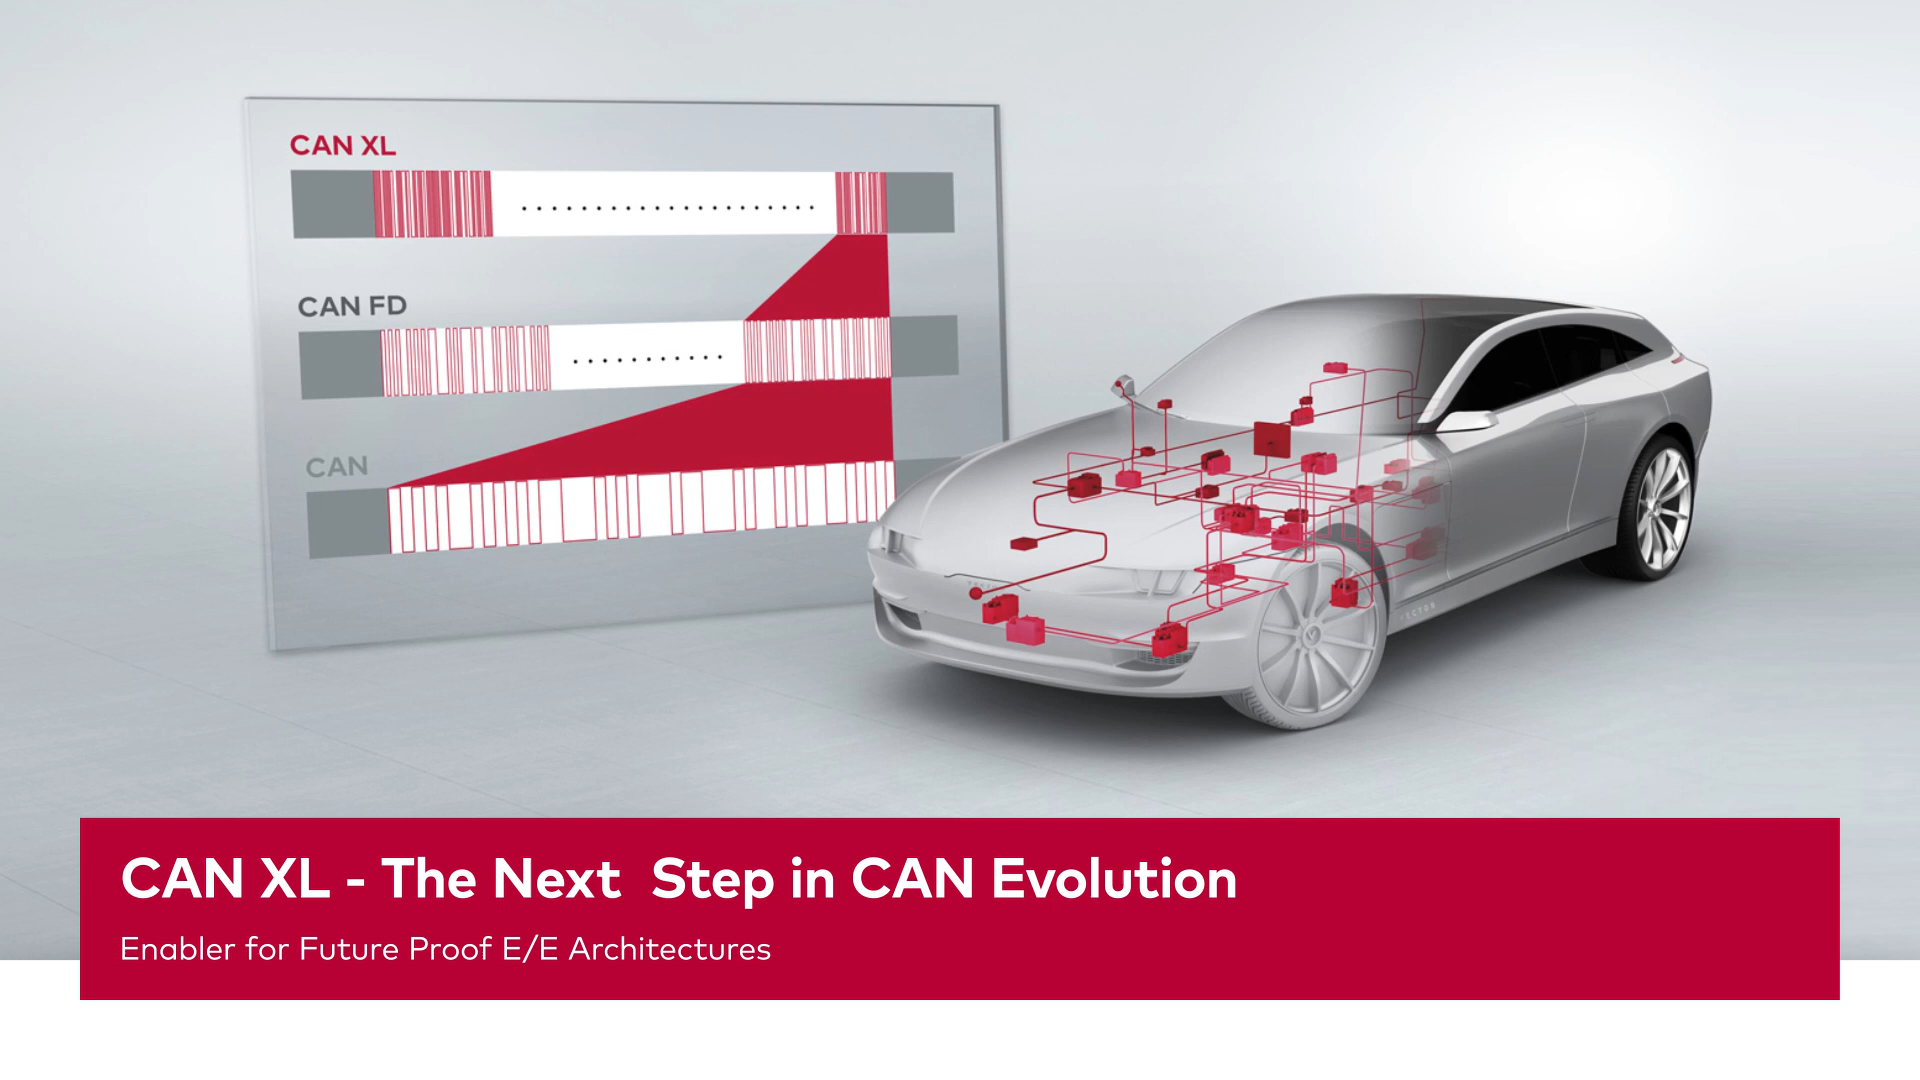 CAN XL
CAN FD
CAN
CAN XL - The Next  Step in CAN Evolution
Enabler for Future Proof E/E Architectures